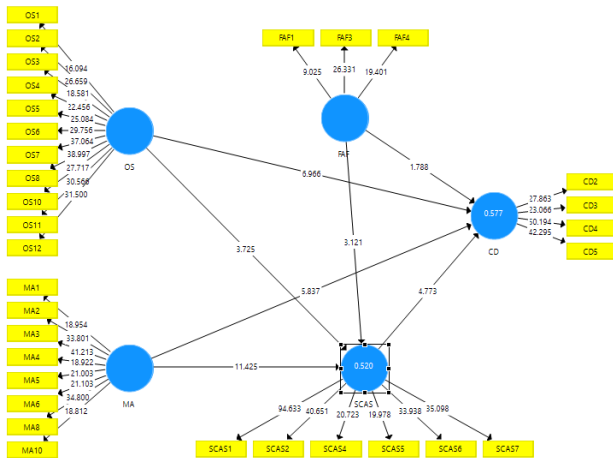 OS1
OS2
OS3
OS4
OS5
OS6
OS7
OS8
OS10
OS11
OS12
16.094
26.659
18.581
22.456
25.084
29.756
37.064
38.997
27.717
30.566
31.500
OS
FAF1
FAF3
FAF4
9.025
26.331
19.401
FAF
6.966
1.788
3.725
3.121
5.837
4.773
11.425
0.577
CD
27.863
23.066
50.194
42.295
CD2
CD3
CD4
CD5
MA1
MA2
MA3
MA4
MA5
MA6
MA8
MA10
18.954
33.801
41.213
18.922
21.003
21.103
34.800
18.812
MA
0.520
SCAS
94.633
40.651
20.723
19.978
33.938
35.098
SCAS1
SCAS2
SCAS4
SCAS5
SCAS6
SCAS7